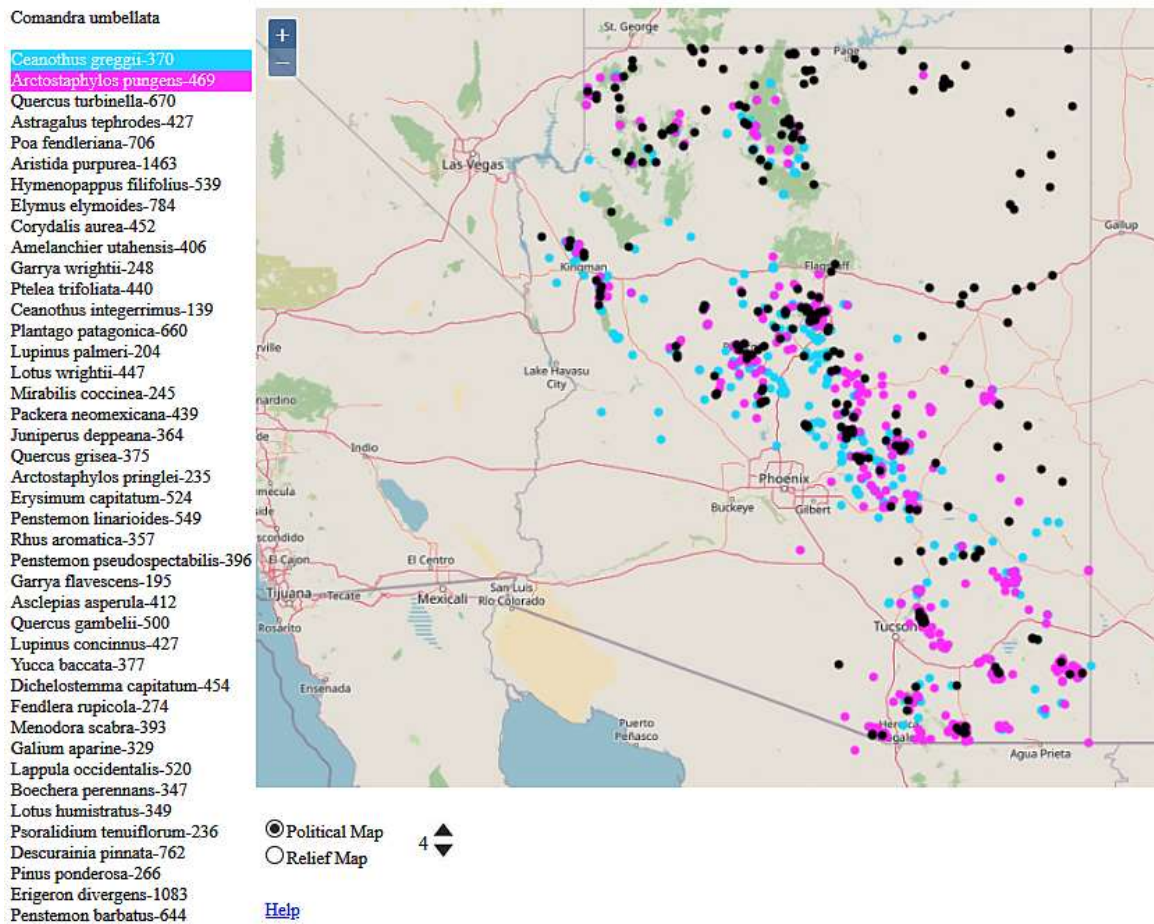 Comandra umbellata
Ceanothus greggii-370
Arctostaphylos pungens-469
Quercus turbinella-670
Astragalus tephrodes-427
Poa fendleriana-706
Aristida purpurea-1463
Hymenopappus filifolius-539
Elymus elymoides-784
Corydalis aurea-452
Amelanchier utahensis-406
Garrya wrightii-248
Ptelea trifoliata-440
Ceanothus integerrimus-139
Plantago patagonica-660
Lupinus palmeri-204
Lotus wrightii-447
Mirabilis coccinea-245
Packera neomexicana-439
Juniperus deppeana-364
Quercus grisea-375
Arctostaphylos pringlei-235
Erysimum capitatum-524
Penstemon linarioides-549
Rhus aromatica-357
Penstemon pseudospectabilis-396
Garrya flavescens-195
Asclepias asperula-412
Quercus gambelii-500
Lupinus concinnus-427
Yucca baccata-377
Dichelostemma capitatum-454
Fendlera rupicola-274
Menodora scabra-393
Galium aparine-329
Lappula occidentalis-520
Boechera perennans-347
Lotus humistratus-349
Psoralidium tenuiflorum-236
Descurainia pinnata-762
Pinus ponderosa-266
Erigeron divergens-1083
Penstemon barbatus-644
+
−
St. George
Page
Las Vegas
Gallup
Kingman
Flagstaff
rville
Lake Havasu
City
nardino
Indio
Phoenix
Buckeye
Gilbert
mecula
side
scondido
El Cajon
El Centro
San Luis
Río Colorado
Tijuana
Tecate
Mexicali
Rosarito
Tucson
Ensenada
Puerto
Peñasco
Heroica
Nogales
Agua Prieta
Political Map
4
Relief Map
Help